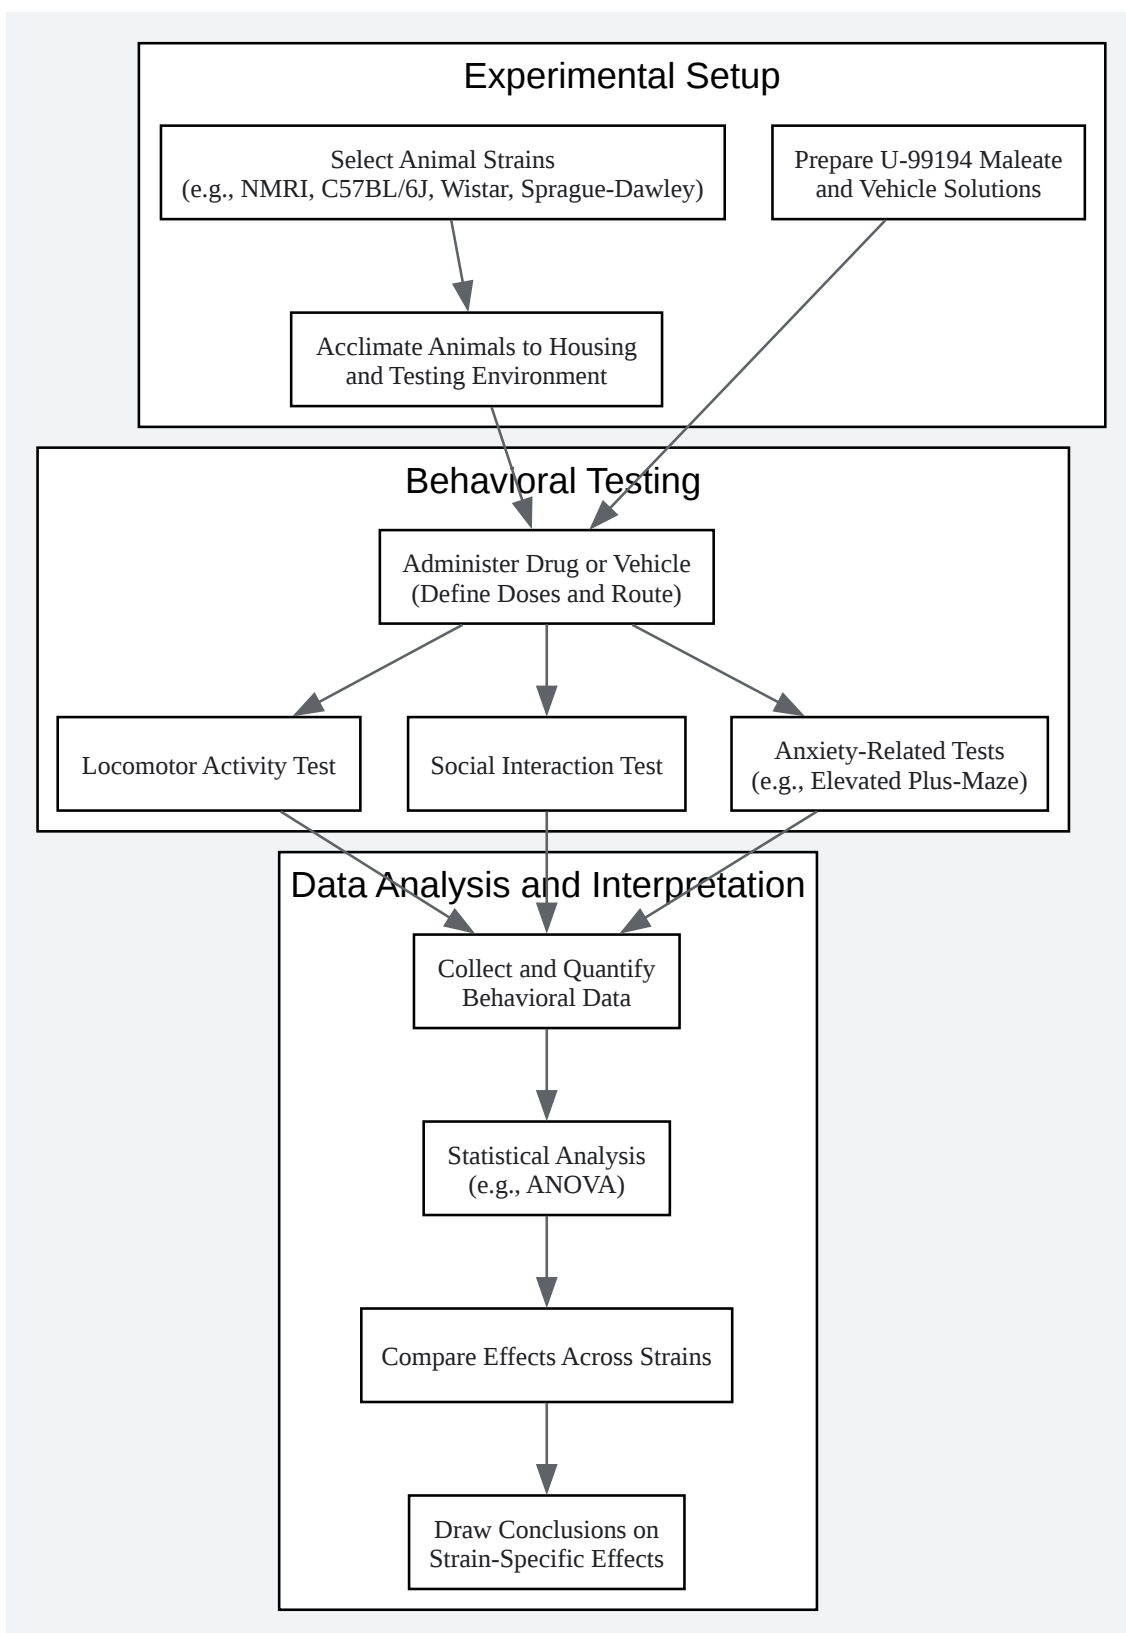 Experimental Setup
Select Animal Strains
(e.g., NMRI, C57BL/6J, Wistar, Sprague-Dawley)
Prepare U-99194 Maleate
and Vehicle Solutions
Acclimate Animals to Housing
and Testing Environment
Behavioral Testing
Administer Drug or Vehicle
(Define Doses and Route)
Locomotor Activity Test
Social Interaction Test
Anxiety-Related Tests
(e.g., Elevated Plus-Maze)
Data Analysis and Interpretation
Collect and Quantify
Behavioral Data
Statistical Analysis
(e.g., ANOVA)
Compare Effects Across Strains
Draw Conclusions on
Strain-Specific Effects